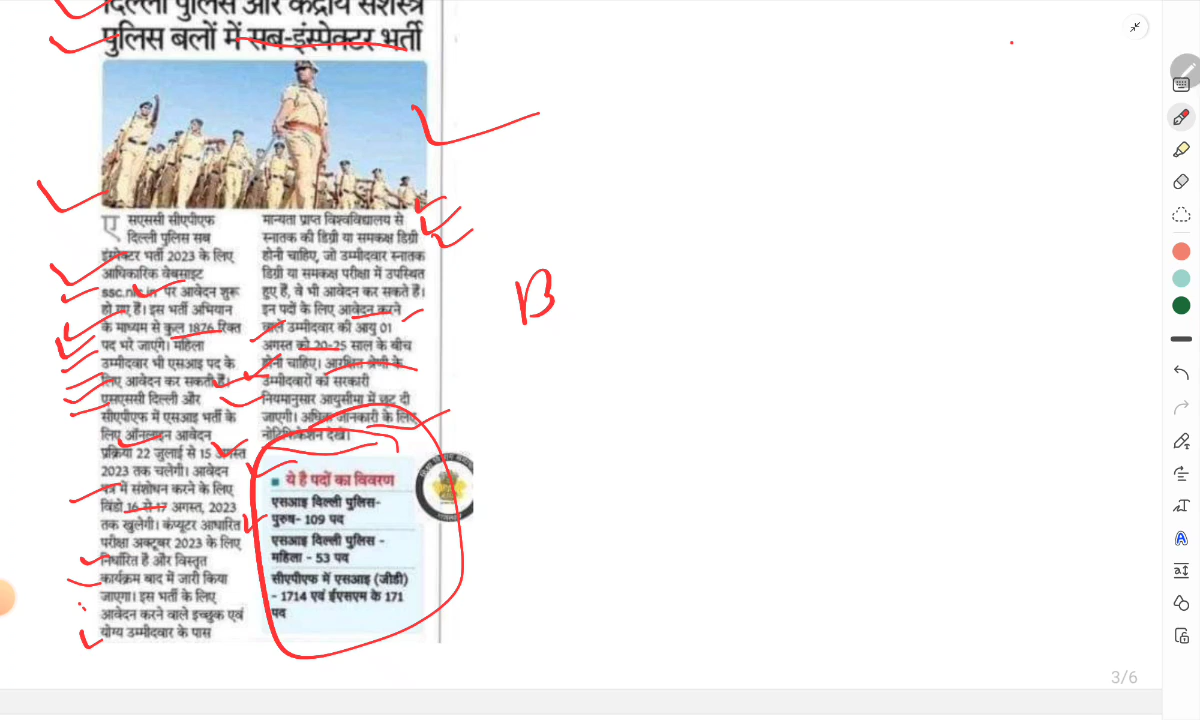 दिल्ली पुलिस और केंद्रीय सशस्त्र
पुलिस बलों में सब-इंस्पेक्टर भर्ती
एसएससी सीएपीएफ
दिल्ली पुलिस सब
इंस्पेक्टर भर्ती 2023 के लिए
आधिकारिक वेबसाइट
ssc.nic.in पर आवेदन शुरू
हो गए हैं। इस भर्ती अभियान
के माध्यम से कुल 1876 रिक्त
पद भरे जाएंगे। महिला
उम्मीदवार भी एसआइ पद के
लिए आवेदन कर सकती हैं।
एसएससी दिल्ली और
सीएपीएफ में एसआइ भर्ती के
लिए ऑनलाइन आवेदन
प्रक्रिया 22 जुलाई से 15 अगस्त
2023 तक चलेगी। आवेदन
पत्र में संशोधन करने के लिए
विंडो 16 से 17 अगस्त, 2023
तक खुलेगी। कंप्यूटर आधारित
परीक्षा अक्टूबर 2023 के लिए
निर्धारित है और विस्तृत
कार्यक्रम बाद में जारी किया
जाएगा। इस भर्ती के लिए
आवेदन करने वाले इच्छुक एवं
योग्य उम्मीदवार के पास
मान्यता प्राप्त विश्वविद्यालय से
स्नातक की डिग्री या समकक्ष डिग्री
होनी चाहिए, जो उम्मीदवार स्नातक
डिग्री या समकक्ष परीक्षा में उपस्थित
हुए हैं, वे भी आवेदन कर सकते हैं।
इन पदों के लिए आवेदन करने
वाले उम्मीदवार की आयु 01
अगस्त को 20-25 साल के बीच
होनी चाहिए। आरक्षित श्रेणी के
उम्मीदवारों को सरकारी
नियमानुसार आयुसीमा में छूट दी
जाएगी। अधिक जानकारी के लिए
नोटिफिकेशन देखें।
ये है पदों का विवरण
एसआइ दिल्ली पुलिस-
पुरुष- 109 पद
एसआइ दिल्ली पुलिस -
महिला - 53 पद
सीएपीएफ में एसआइ (जीडी)
- 1714 एवं ईएसएम के 171
पद
B
3/6